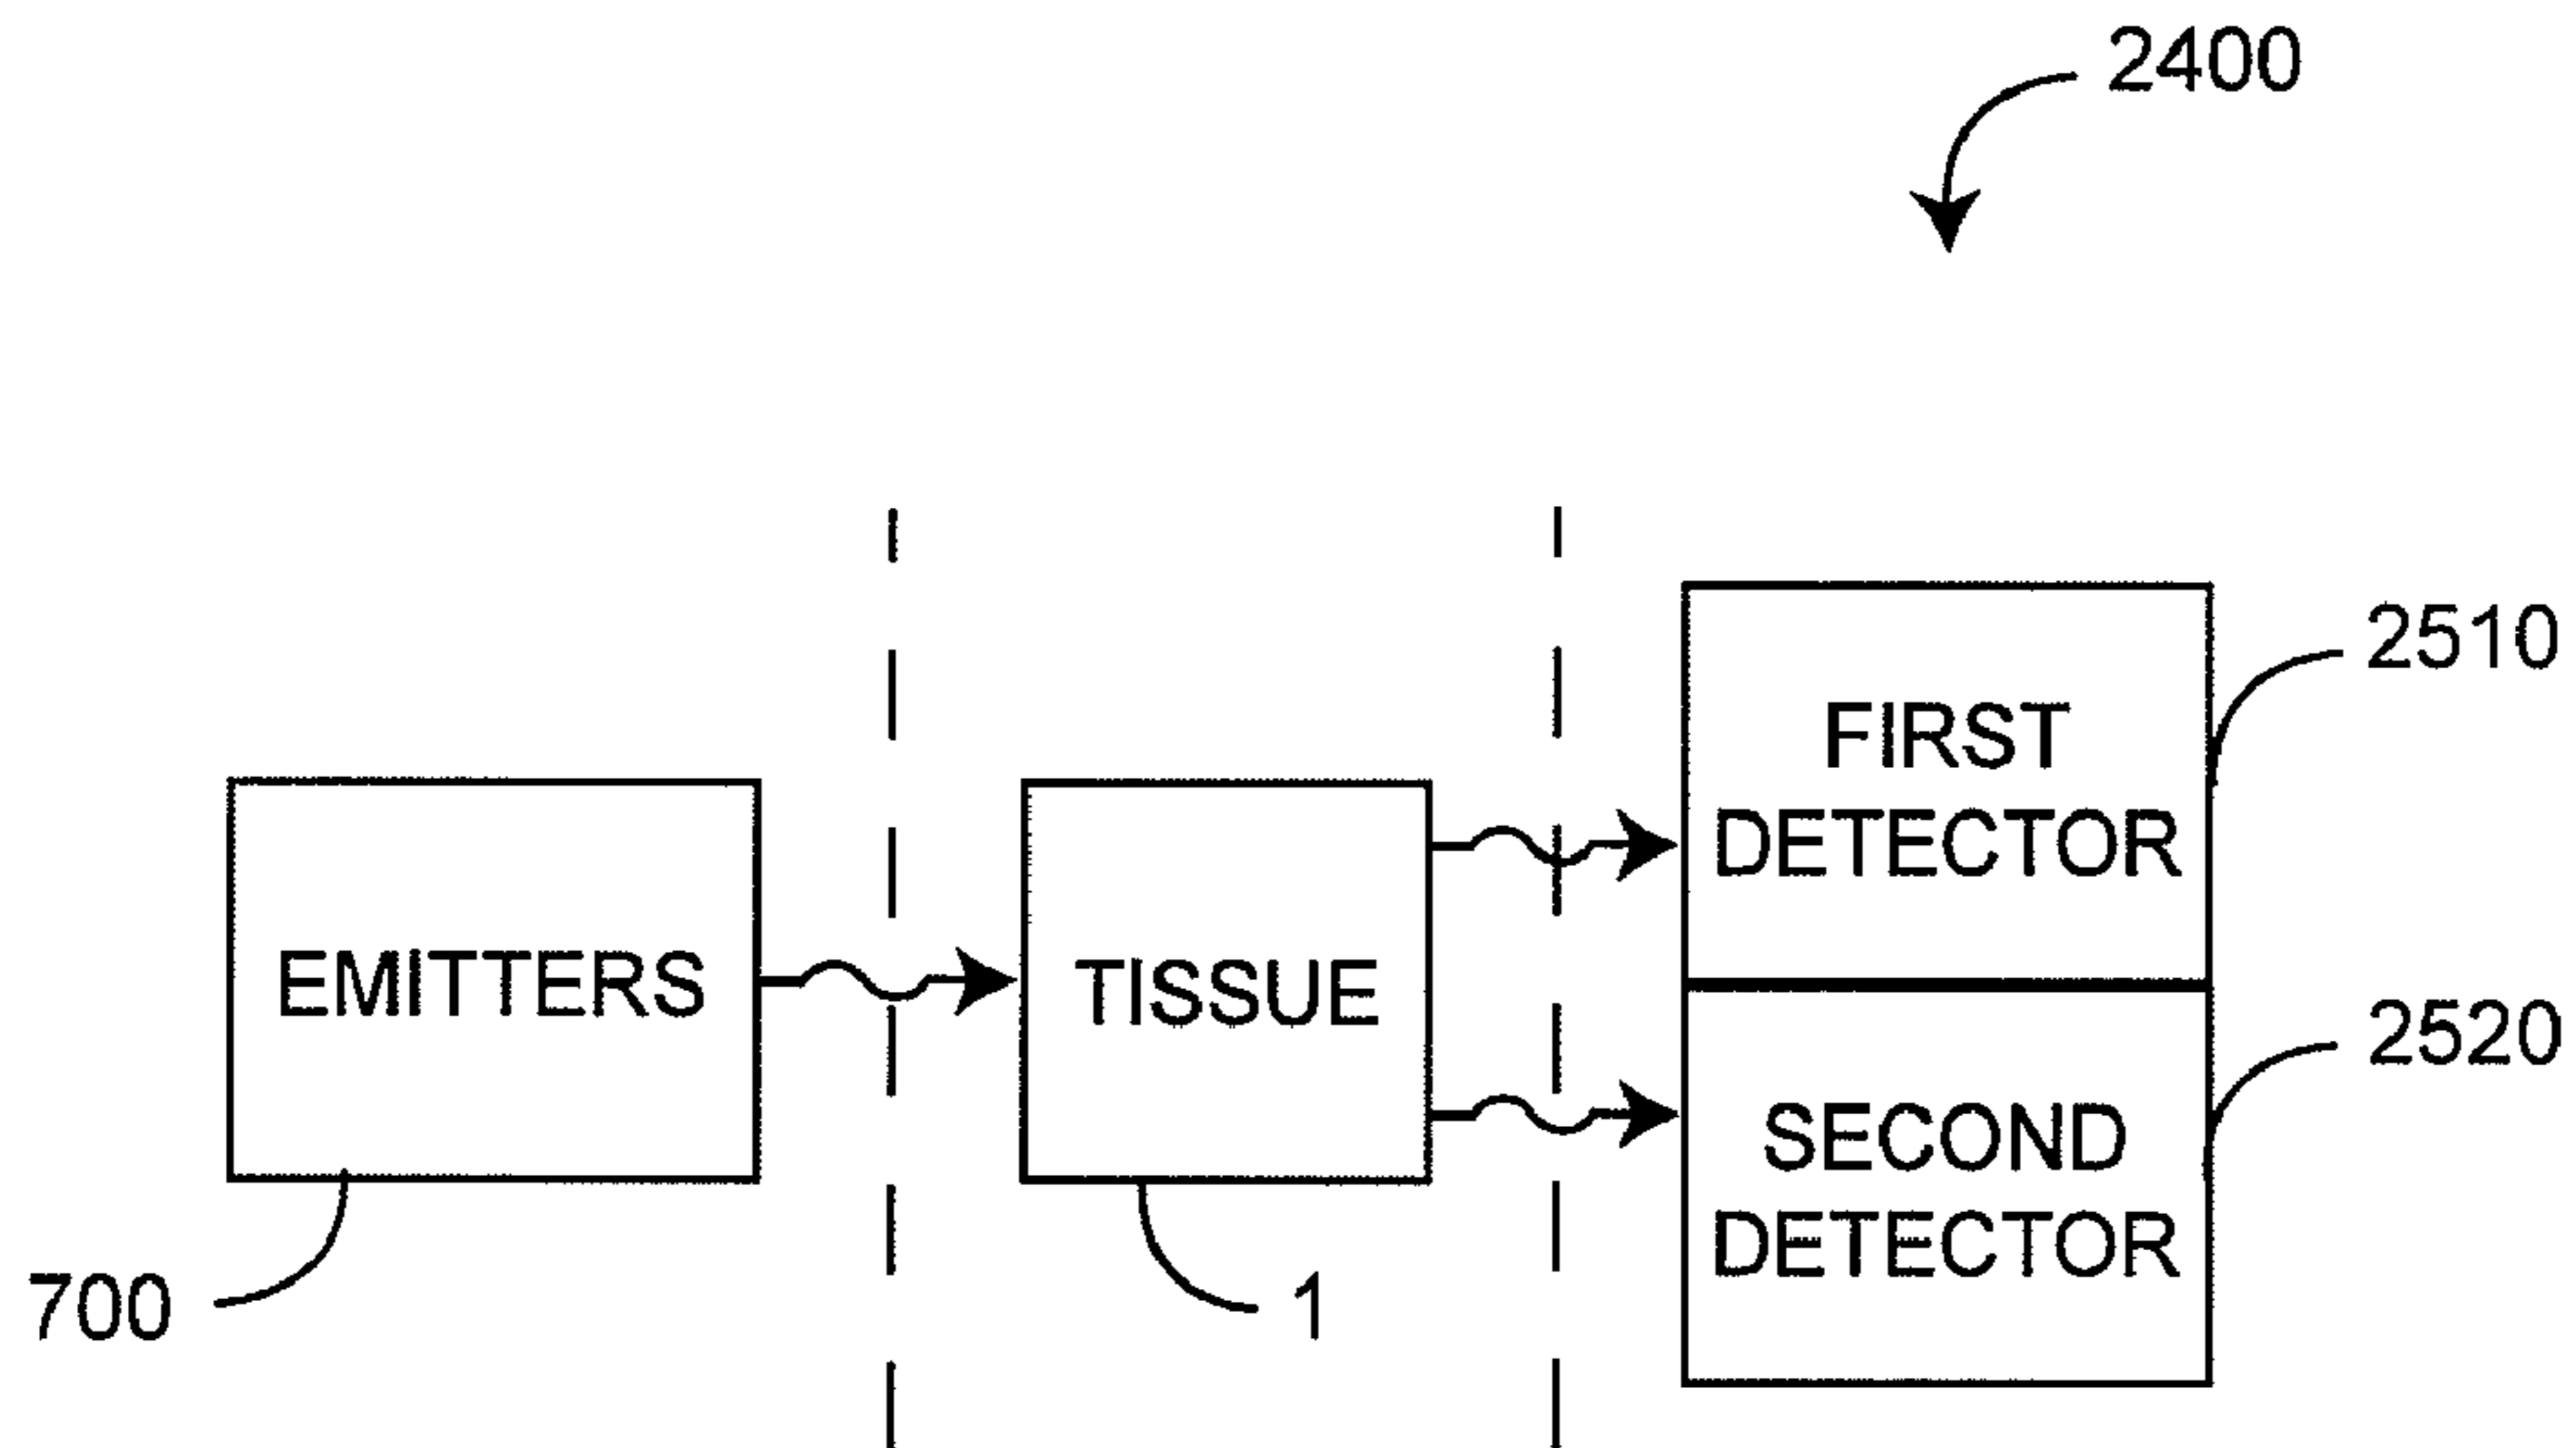 2400
2510
FIRST
DETECTOR
EMITTERS
TISSUE
2520
SECOND
DETECTOR
700
1